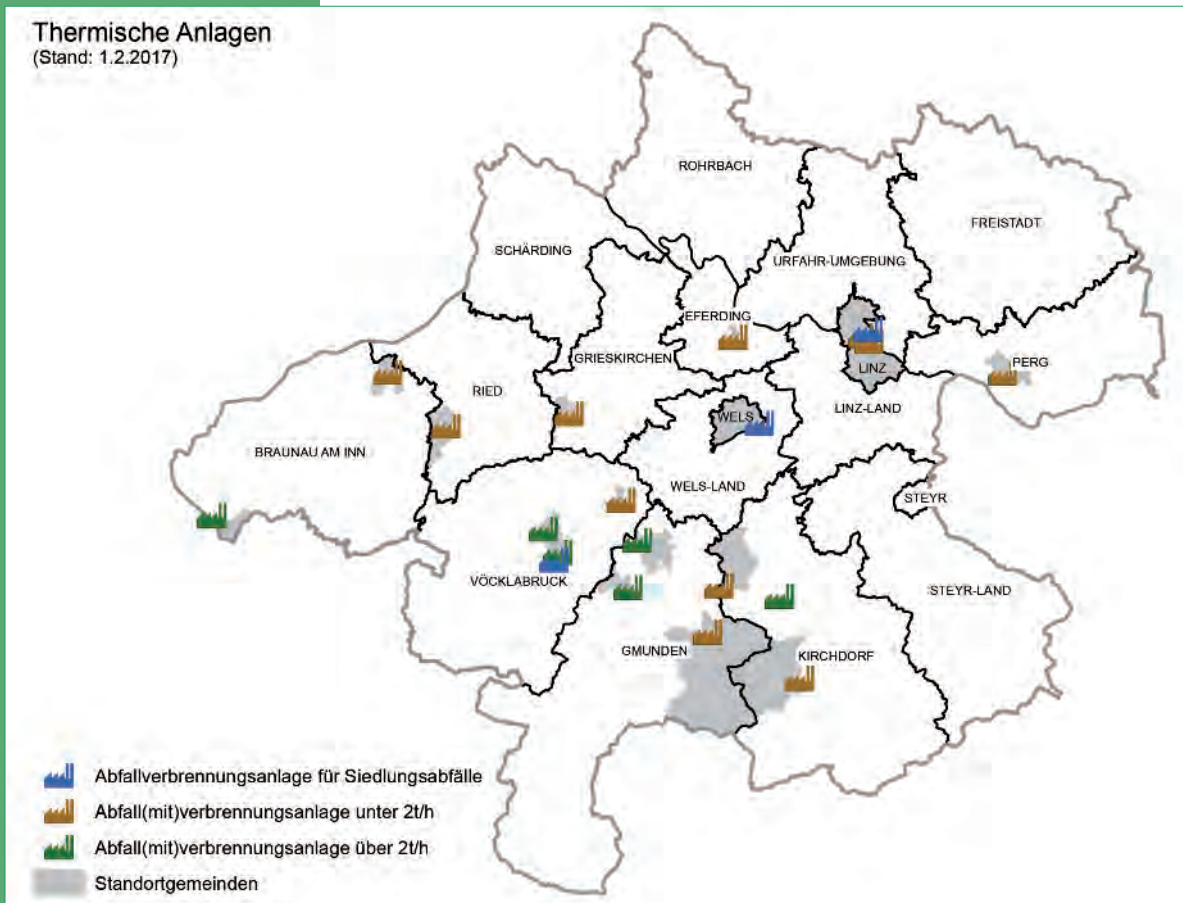 Thermische Anlagen
(Stand: 1.2.2017)
ROHRBACH
FREISTADT
SCHÄRDING
URFAHR-UMGEBUNG
EFERDING
GRIESKIRCHEN
PERG
LINZ
RIED
LINZ-LAND
WELS
BRAUNAU AM INN
WELS-LAND
STEYR
VÖCKLABRUCK
STEYR-LAND
GMUNDEN
KIRCHDORF
Abfallverbrennungsanlage für Siedlungsabfälle
Abfall(mit)verbrennungsanlage unter 2t/h
Abfall(mit)verbrennungsanlage über 2t/h
Standortgemeinden